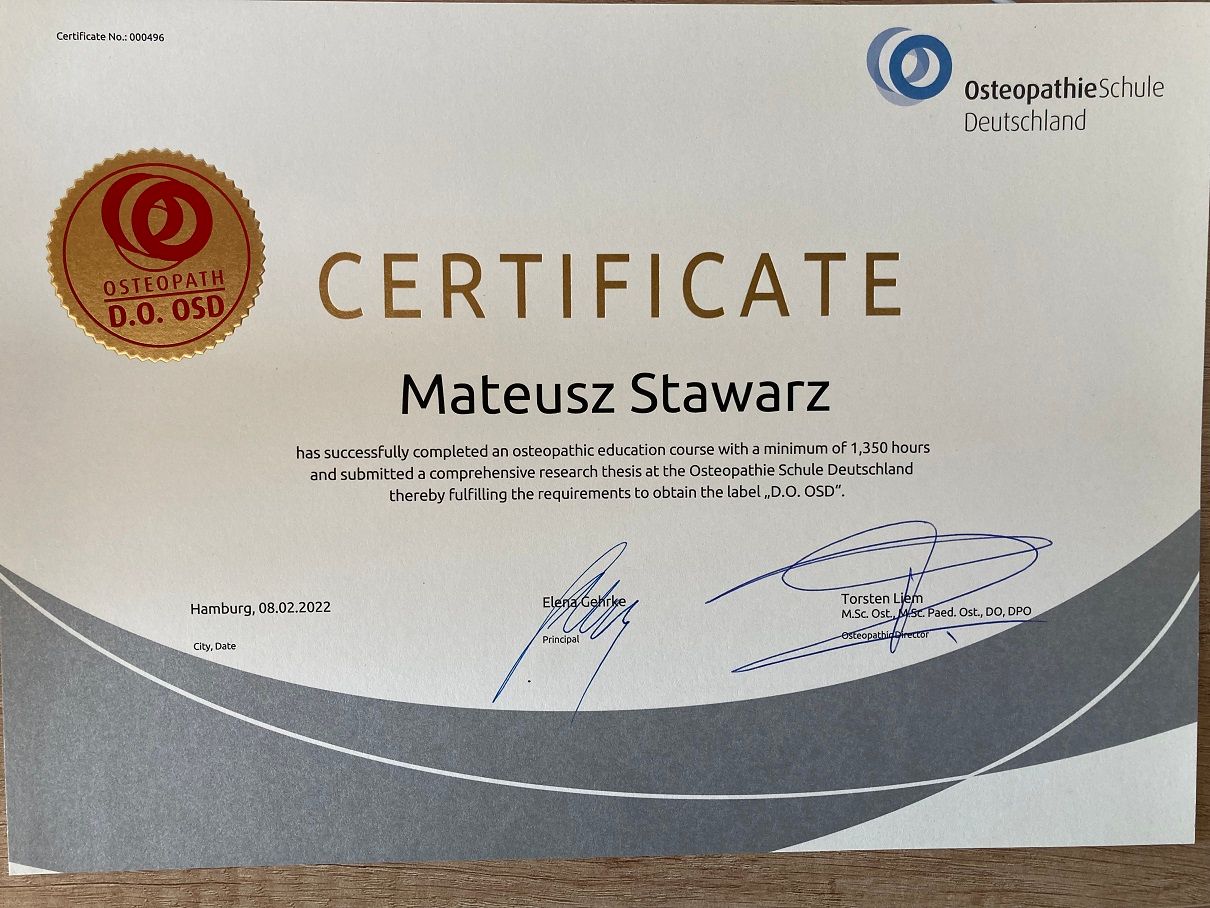 Certificate No.: 000496
OsteopathieSchule
Deutschland
OSTEOPATH
D.O. OSD
CERTIFICATE
Mateusz Stawarz
has successfully completed an osteopathic education course with a minimum of 1,350 hours
and submitted a comprehensive research thesis at the Osteopathie Schule Deutschland
thereby fulfilling the requirements to obtain the label „D.O. OSD“.
Hamburg, 08.02.2022
City, Date
Elena Gehrke
Principal
Torsten Liem
M.Sc. Ost., M.Sc. Paed. Ost., DO, DPO
Osteopathic Director